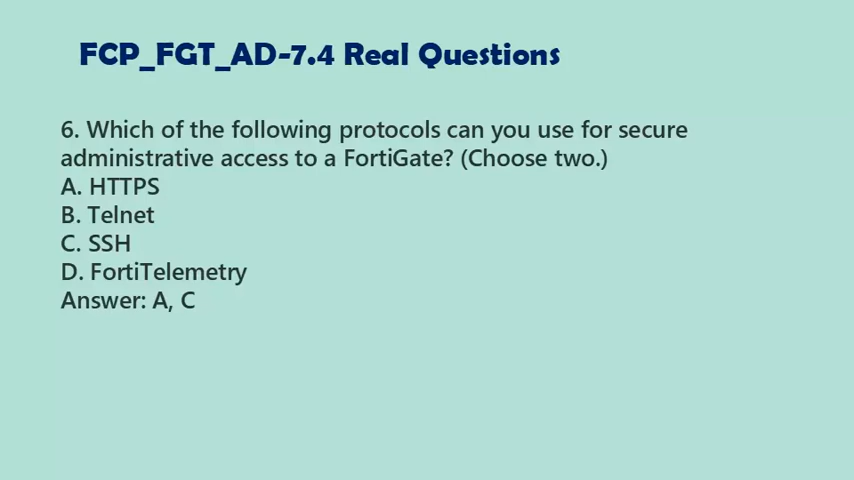 FCP_FGT_AD-7.4 Real Questions
6. Which of the following protocols can you use for secure
administrative access to a FortiGate? (Choose two.)
A. HTTPS
B. Telnet
C. SSH
D. FortiTelemetry
Answer: A, C